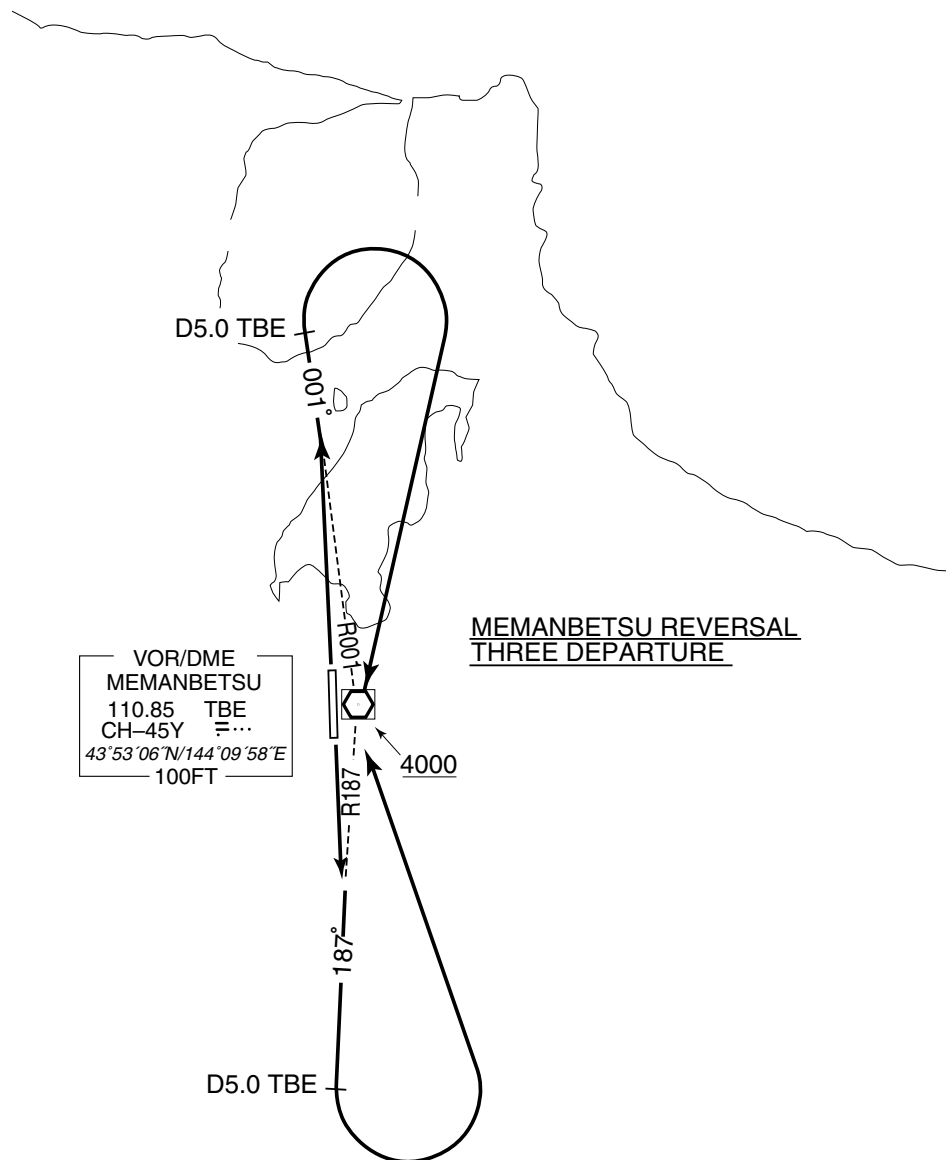 D5.0 TBE
001°
R001
MEMANBETSU REVERSAL
THREE DEPARTURE
VOR/DME
MEMANBETSU
110.85 TBE
CH–45Y
43°53´06˝N/144°09´58˝E
100FT
4000
R187
187°
D5.0 TBE